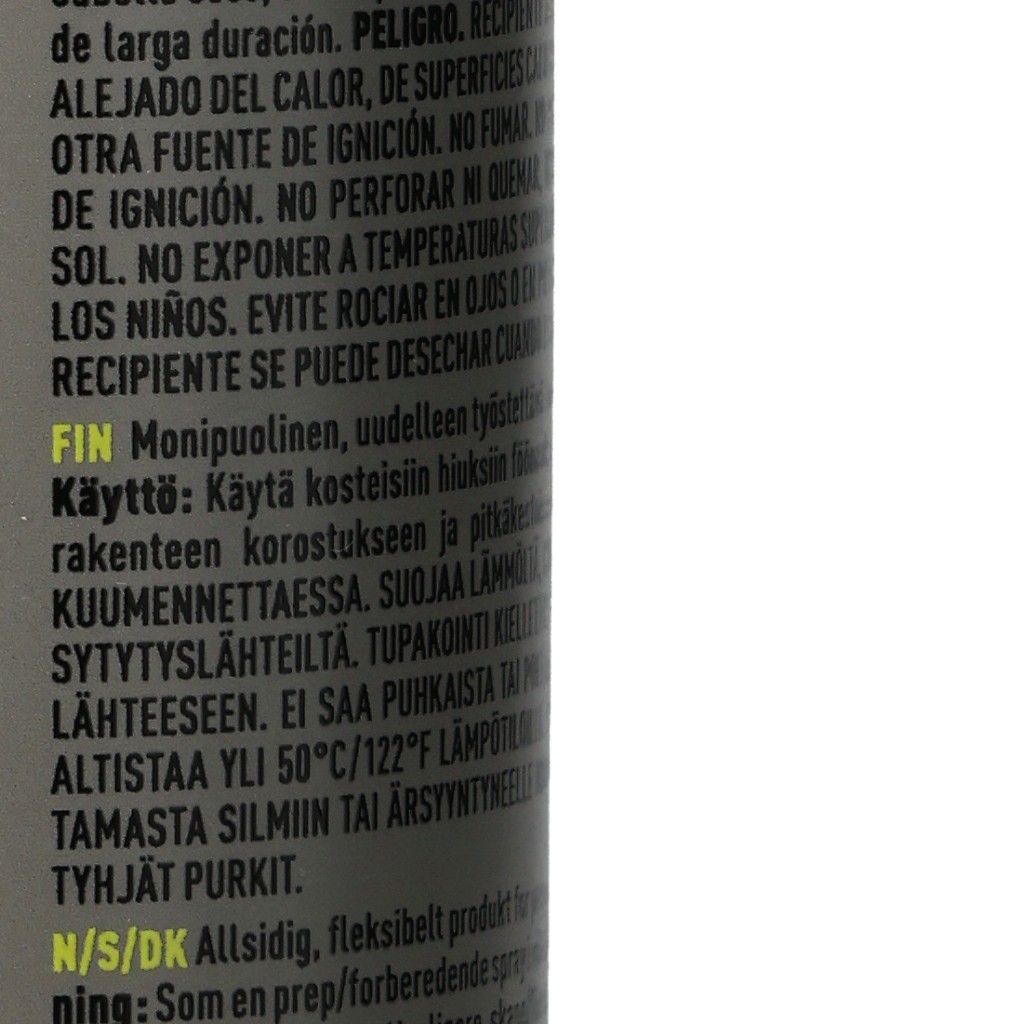 de larga duración. PELIGRO.
ALEJADO DEL CALOR, DE SUPERFICIES
OTRA FUENTE DE IGNICIÓN. NO FUMAR.
DE IGNICIÓN. NO PERFORAR NI QUEMAR,
SOL. NO EXPONER A TEMPERATURAS
LOS NIÑOS. EVITE ROCIAR EN OJOS O EN
RECIPIENTE SE PUEDE DESECHAR
FIN Monipuolinen, uudelleen
Käyttö: Käytä kosteisiin hiuksiin
rakenteen korostukseen ja
KUUMENNETTAESSA. SUOJAA LÄMMÖLTÄ,
SYTYTYSLÄHTEILTÄ. TUPAKOINTI
LÄHTEESEEN. EI SAA PUHKAISTA TAI
ALTISTAA YLI 50°C/122°F
TAMASTA SILMIIN TAI ÄRSYYNTYNEELLE
TYHJÄT PURKIT.
N/S/DK Allsidig, fleksibelt produkt for
ning: Som en prep/forberedende spray